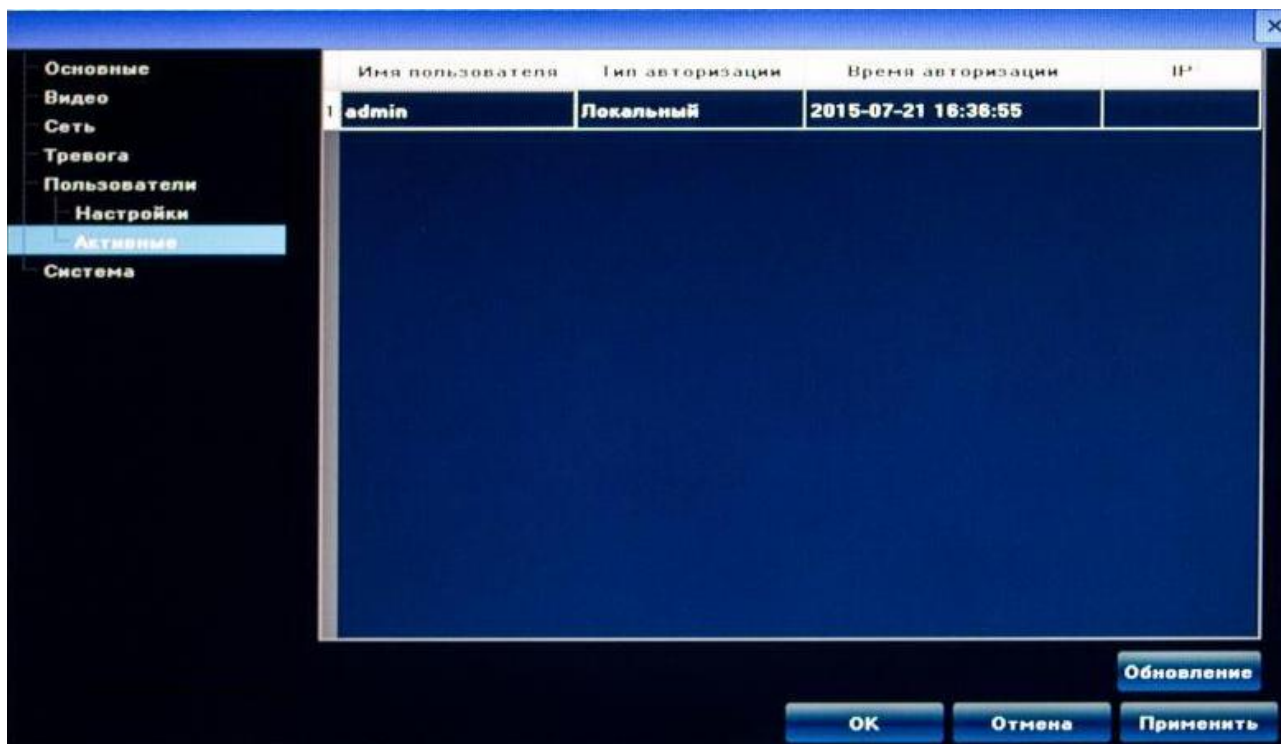 Основные
Видео
Сеть
Тревога
Пользователи
Настройки
Активные
Система
Имя пользователя Тип авторизации Время авторизации IP
1 admin Локальный 2015-07-21 16:36:55
Обновление
OK Отмена Применить